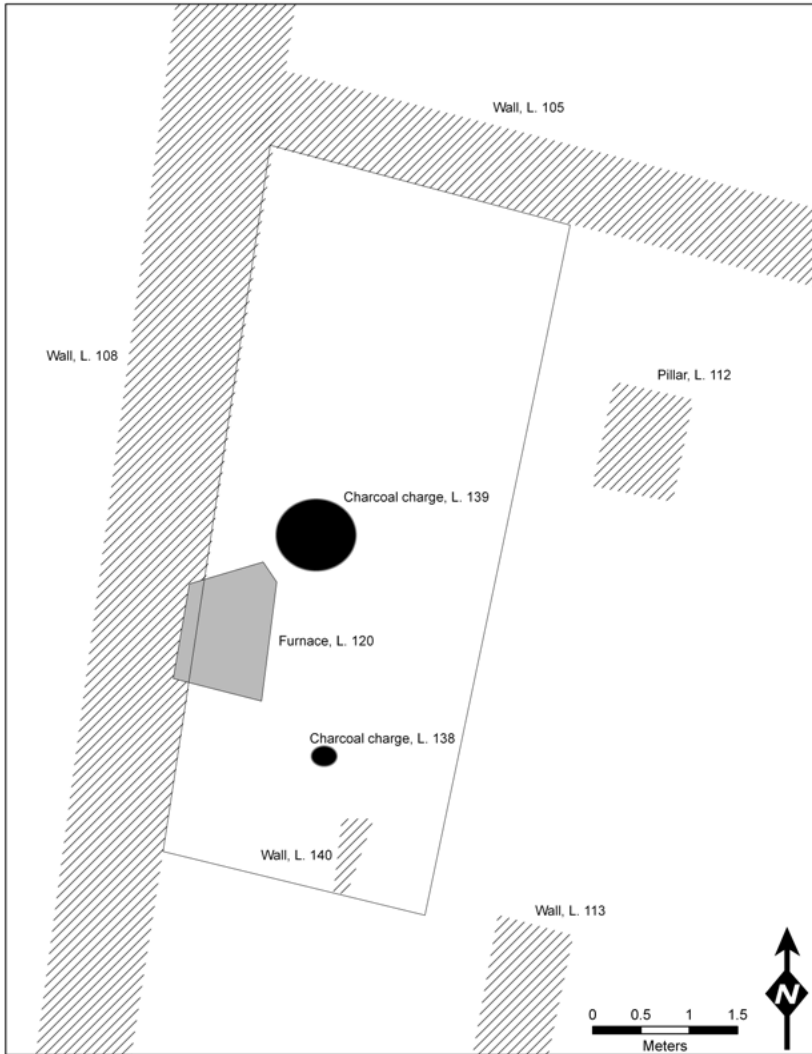 Wall, L. 105
Wall, L. 108
Pillar, L. 112
Charcoal charge, L. 139
Furnace, L. 120
Charcoal charge, L. 138
Wall, L. 140
Wall, L. 113
N
0 0.5 1 1.5
Meters